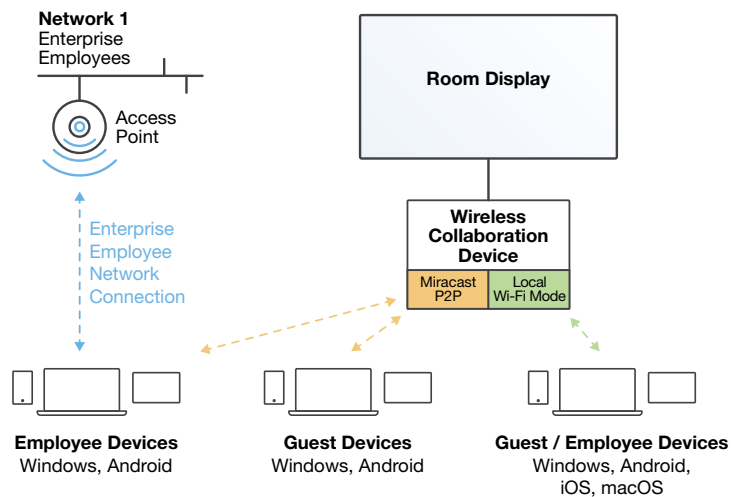 Network 1
Enterprise
Employees
Access
Point
Room Display
Enterprise
Employee
Network
Connection
Wireless
Collaboration
Device
Miracast
P2P
Local
Wi-Fi Mode
Employee Devices
Windows, Android
Guest Devices
Windows, Android
Guest / Employee Devices
Windows, Android,
iOS, macOS